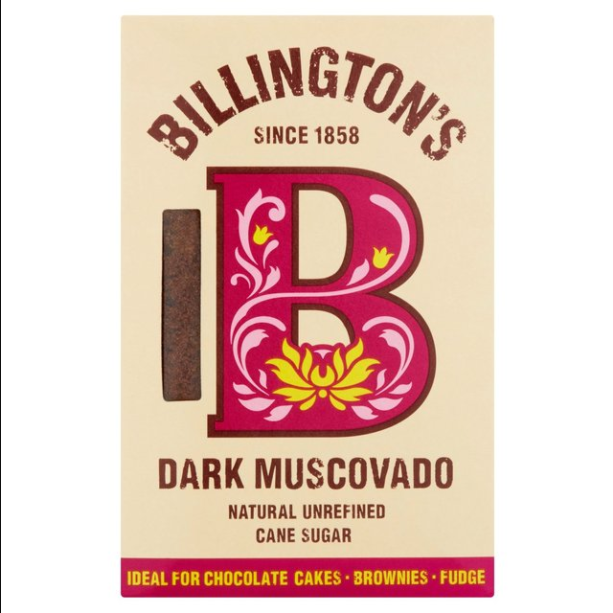 BILLINGTON'S
SINCE 1858
B
DARK MUSCOVADO
NATURAL UNREFINED
CANE SUGAR
IDEAL FOR CHOCOLATE CAKES · BROWNIES · FUDGE